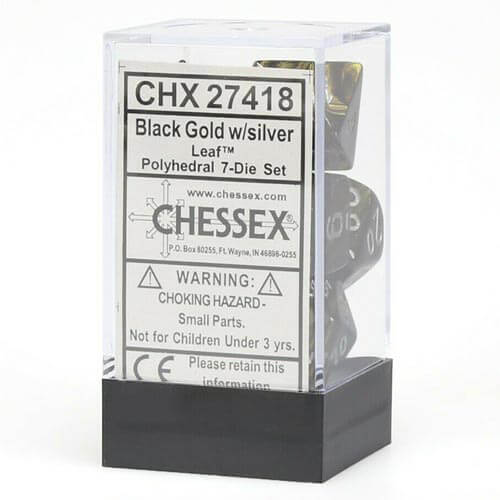 CHX 27418
Black Gold w/silver
Leaf™
Polyhedral 7-Die Set
www.chessex.com
CHESSEX®
P.O. Box 80255, Ft. Wayne, IN 46898-0255
WARNING:
CHOKING HAZARD-
Small Parts.
Not for Children Under 3 yrs.
CE Please retain this
information